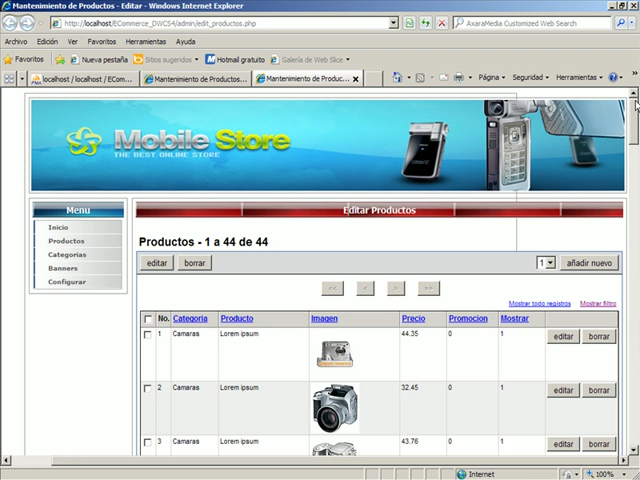 Mantenimiento de Productos - Editar - Windows Internet Explorer
http://localhost/ECommerce_DWCS4/admin/edit_productos.php
AxaraMedia Customized Web Search
Archivo Edición Ver Favoritos Herramientas Ayuda
Favoritos Nueva pestaña Sitios sugeridos Hotmail gratuito Galería de Web Slice
localhost / localhost / ECom... Mantenimiento de Productos... Mantenimiento de Produc... Página Seguridad Herramientas
Mobile Store
THE BEST ONLINE STORE
Menu
Inicio
Productos
Categorias
Banners
Configurar
Editar Productos
Productos - 1 a 44 de 44
editar borrar 1 añadir nuevo
<< < > >>
Mostrar todo registros Mostrar filtro
No. Categoria Producto Imagen Precio Promocion Mostrar
1 Camaras Lorem ipsum 44.35 0 1 editar borrar
2 Camaras Lorem ipsum 32.45 0 1 editar borrar
3 Camaras Lorem ipsum 43.76 0 1 editar borrar
Listo Internet 100%